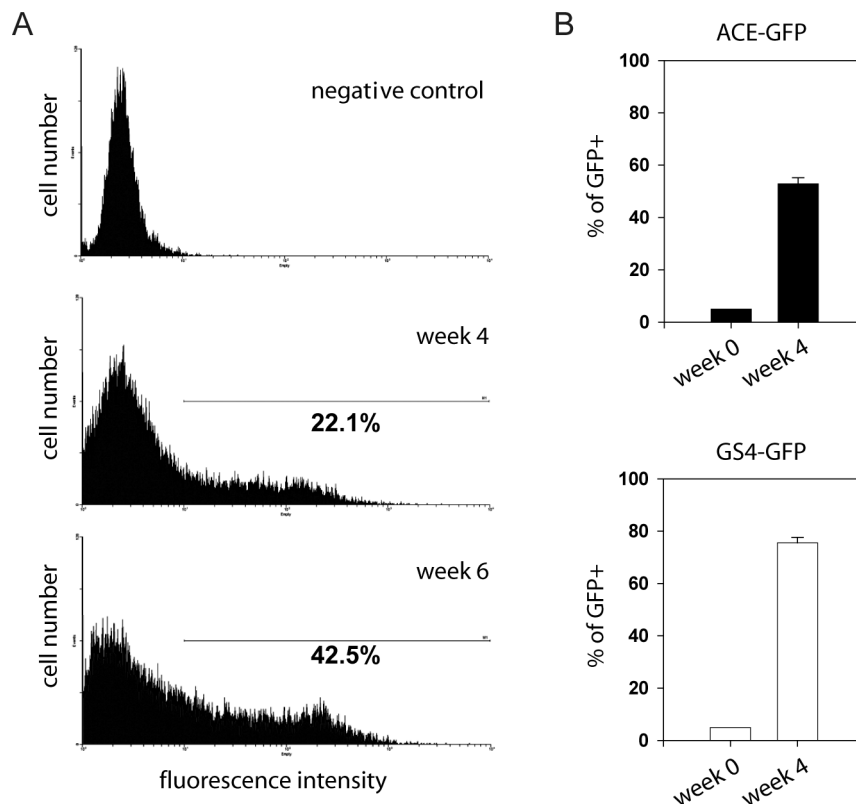 A
negative control
cell number
week 4
22.1%
cell number
week 6
42.5%
cell number
fluorescence intensity
B
ACE-GFP
% of GFP+
100
80
60
40
20
0
week 0
week 4
GS4-GFP
% of GFP+
100
80
60
40
20
0
week 0
week 4